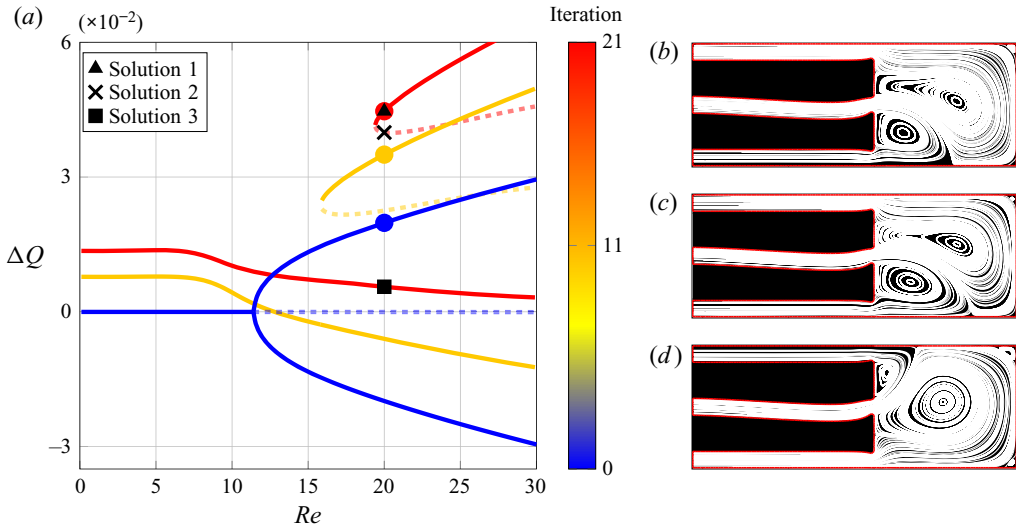 (a)
(×10⁻²)
Iteration
6
3
0
−3
ΔQ
▲ Solution 1
× Solution 2
■ Solution 3
0 5 10 15 20 25 30
Re
21
11
0
(b)
(c)
(d)